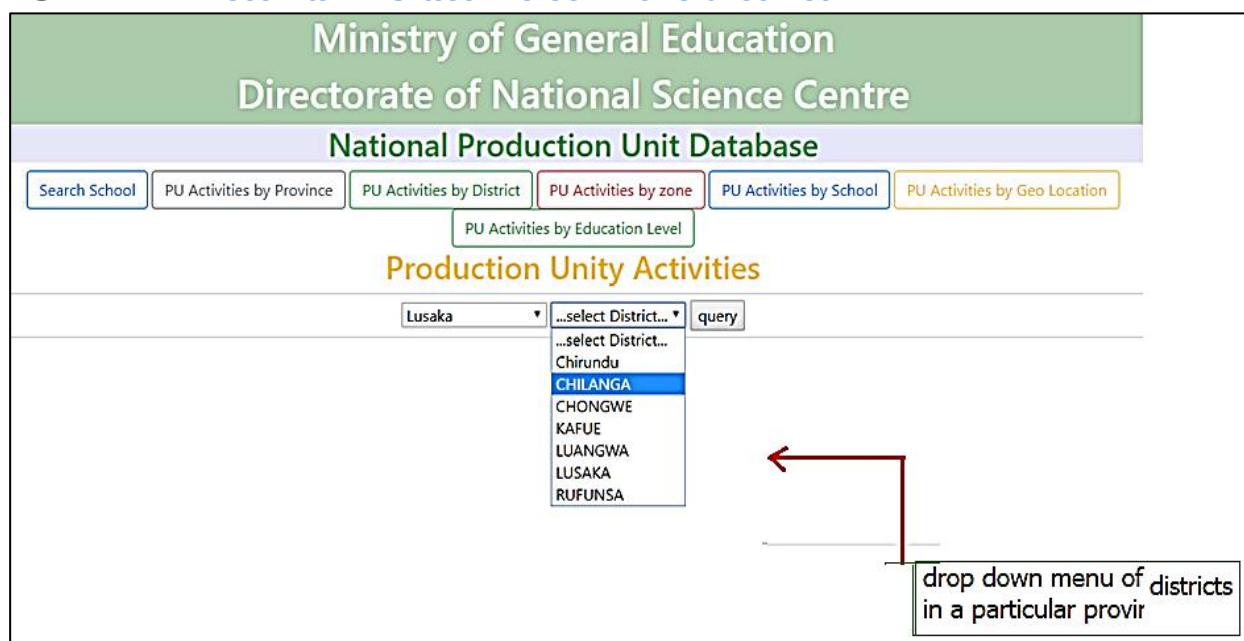 Ministry of General Education
Directorate of National Science Centre
National Production Unit Database
Search School PU Activities by Province PU Activities by District PU Activities by zone PU Activities by School PU Activities by Geo Location
PU Activities by Education Level
Production Unity Activities
Lusaka ...select District... query
...select District...
Chirundu
CHILANGA
CHONGWE
KAFUE
LUANGWA
LUSAKA
RUFUNSA
drop down menu of districts
in a particular provir